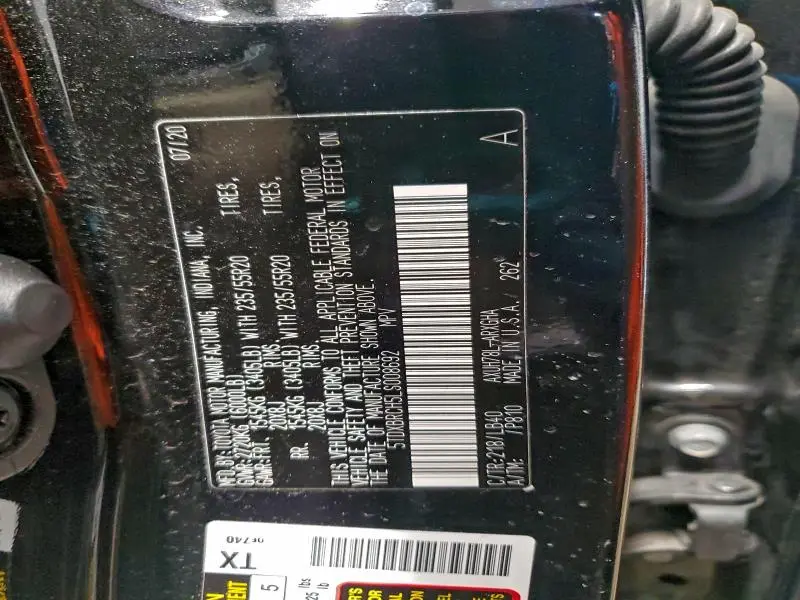 MFD. BY: TOYOTA MOTOR MANUFACTURING, INDIANA, INC. 07/20
GVWR: 2720KG (6000LB)
GAWR: FRT. 1545KG (3405LB) WITH 235/55R20 TIRES,
20X8J RIMS,
RR. 1545KG (3405LB) WITH 235/55R20 TIRES,
20X8J RIMS.
THIS VEHICLE CONFORMS TO ALL APPLICABLE FEDERAL MOTOR
VEHICLE SAFETY AND THEFT PREVENTION STANDARDS IN EFFECT ON
THE DATE OF MANUFACTURE SHOWN ABOVE.
5TDXBRCH5LS008692 MPV
C/TR:218/LB40 AXUH78L-ARXGHA
A/TM: /P810 MADE IN U.S.A. 262
A
TX
0E740
5
lbs
lb